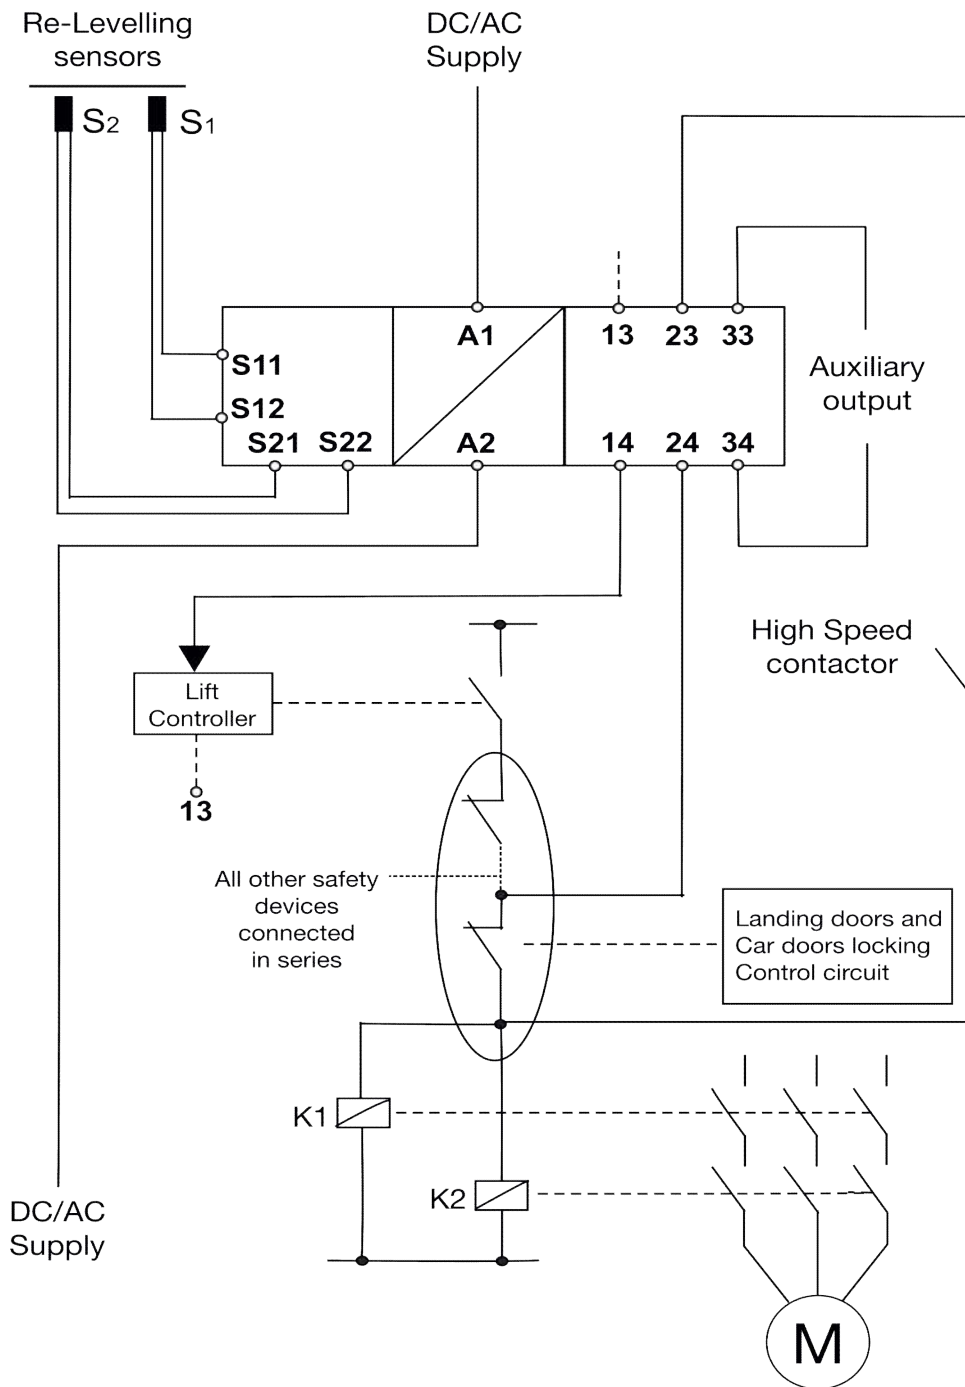 Re-Levelling
sensors
DC/AC
Supply
S2
S1
A1
13
23
33
S11
S12
S21
S22
A2
14
24
34
Auxiliary
output
High Speed
contactor
Lift
Controller
13
All other safety
devices
connected
in series
Landing doors and
Car doors locking
Control circuit
K1
K2
DC/AC
Supply
M